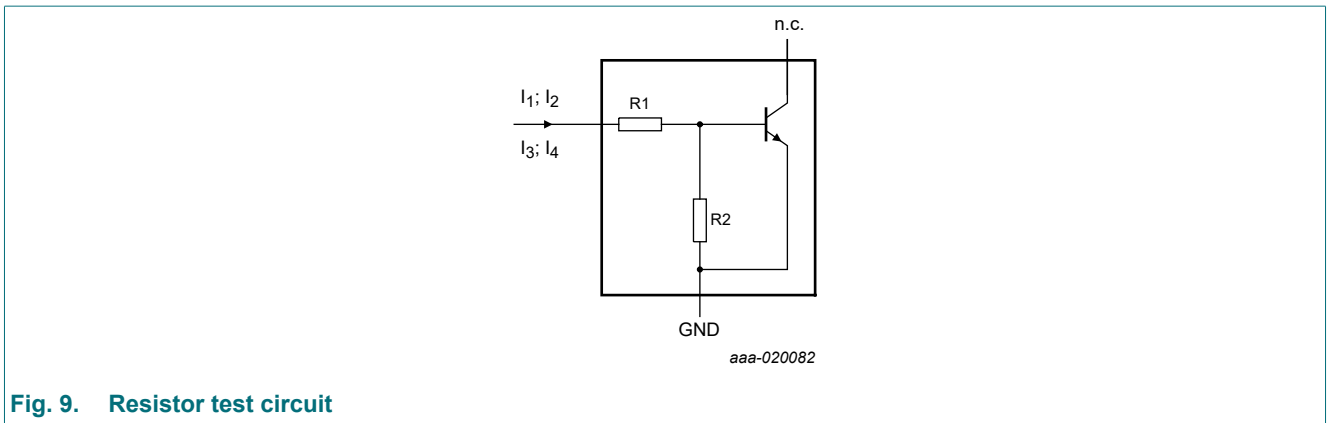 n.c.
I1; I2
R1
I3; I4
R2
GND
aaa-020082
Fig. 9. Resistor test circuit